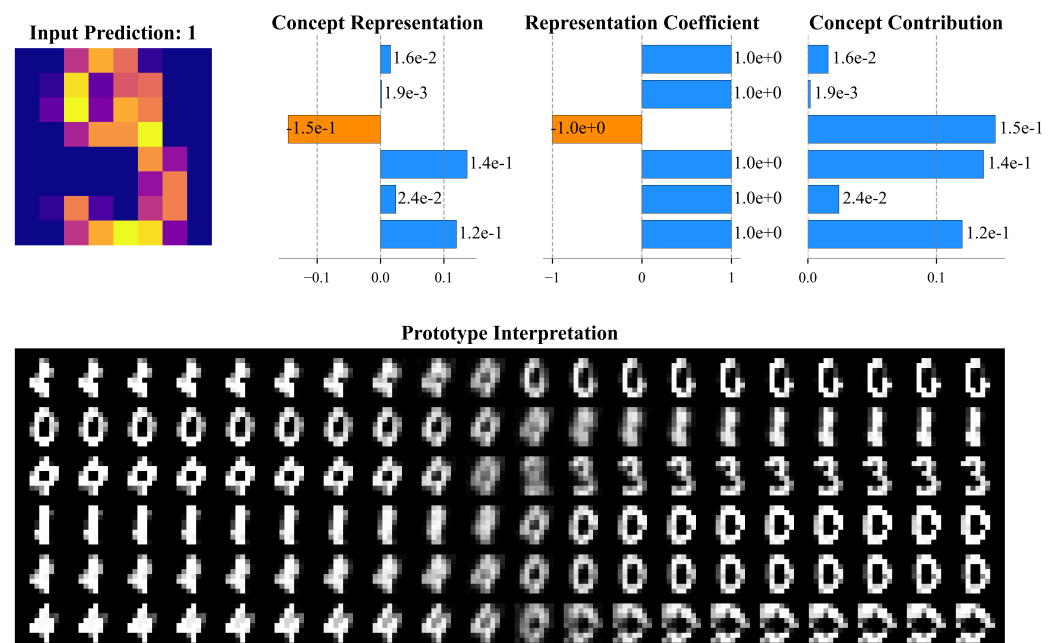 Input Prediction: 1
Concept Representation
Representation Coefficient
Concept Contribution
1.6e-2 1.0e+0 1.6e-2
1.9e-3 1.0e+0 1.9e-3
-1.5e-1 -1.0e+0 1.5e-1
1.4e-1 1.0e+0 1.4e-1
2.4e-2 1.0e+0 2.4e-2
1.2e-1 1.0e+0 1.2e-1
−0.1 0.0 0.1 −1 0 1 0.0 0.1
Prototype Interpretation